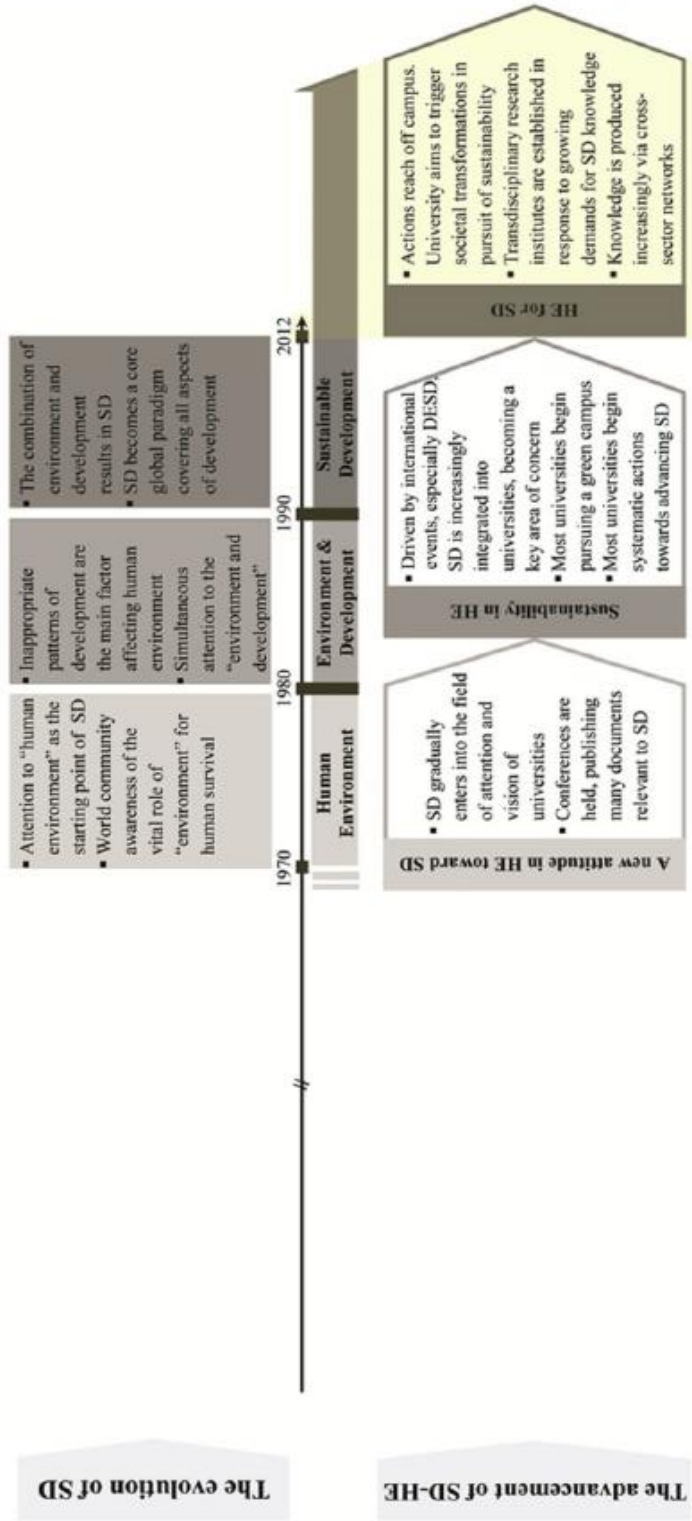 The evolution of SD
▪ Attention to “human
environment” as the
starting point of SD
▪ World community
awareness of the
vital role of
“environment” for
human survival
▪ Inappropriate
patterns of
development are
the main factor
affecting human
environment
▪ Simultaneous
attention to the
“environment and
development”
▪ The combination of
environment and
development
results in SD
▪ SD becomes a core
global paradigm
covering all aspects
of development
1970
1980
1990
2012
Human
Environment
Environment &
Development
Sustainable
Development
The advancement of SD-HE
A new attitude in HE toward SD
▪ SD gradually
enters into the field
of attention and
vision of
universities
▪ Conferences are
held, publishing
many documents
relevant to SD
Sustainability in HE
▪ Driven by international
events, especially DESD,
SD is increasingly
integrated into
universities, becoming a
key area of concern
▪ Most universities begin
pursuing a green campus
▪ Most universities begin
systematic actions
towards advancing SD
HE for SD
▪ Actions reach off campus.
University aims to trigger
societal transformations in
pursuit of sustainability
▪ Transdisciplinary research
institutes are established in
response to growing
demands for SD knowledge
▪ Knowledge is produced
increasingly via cross-
sector networks